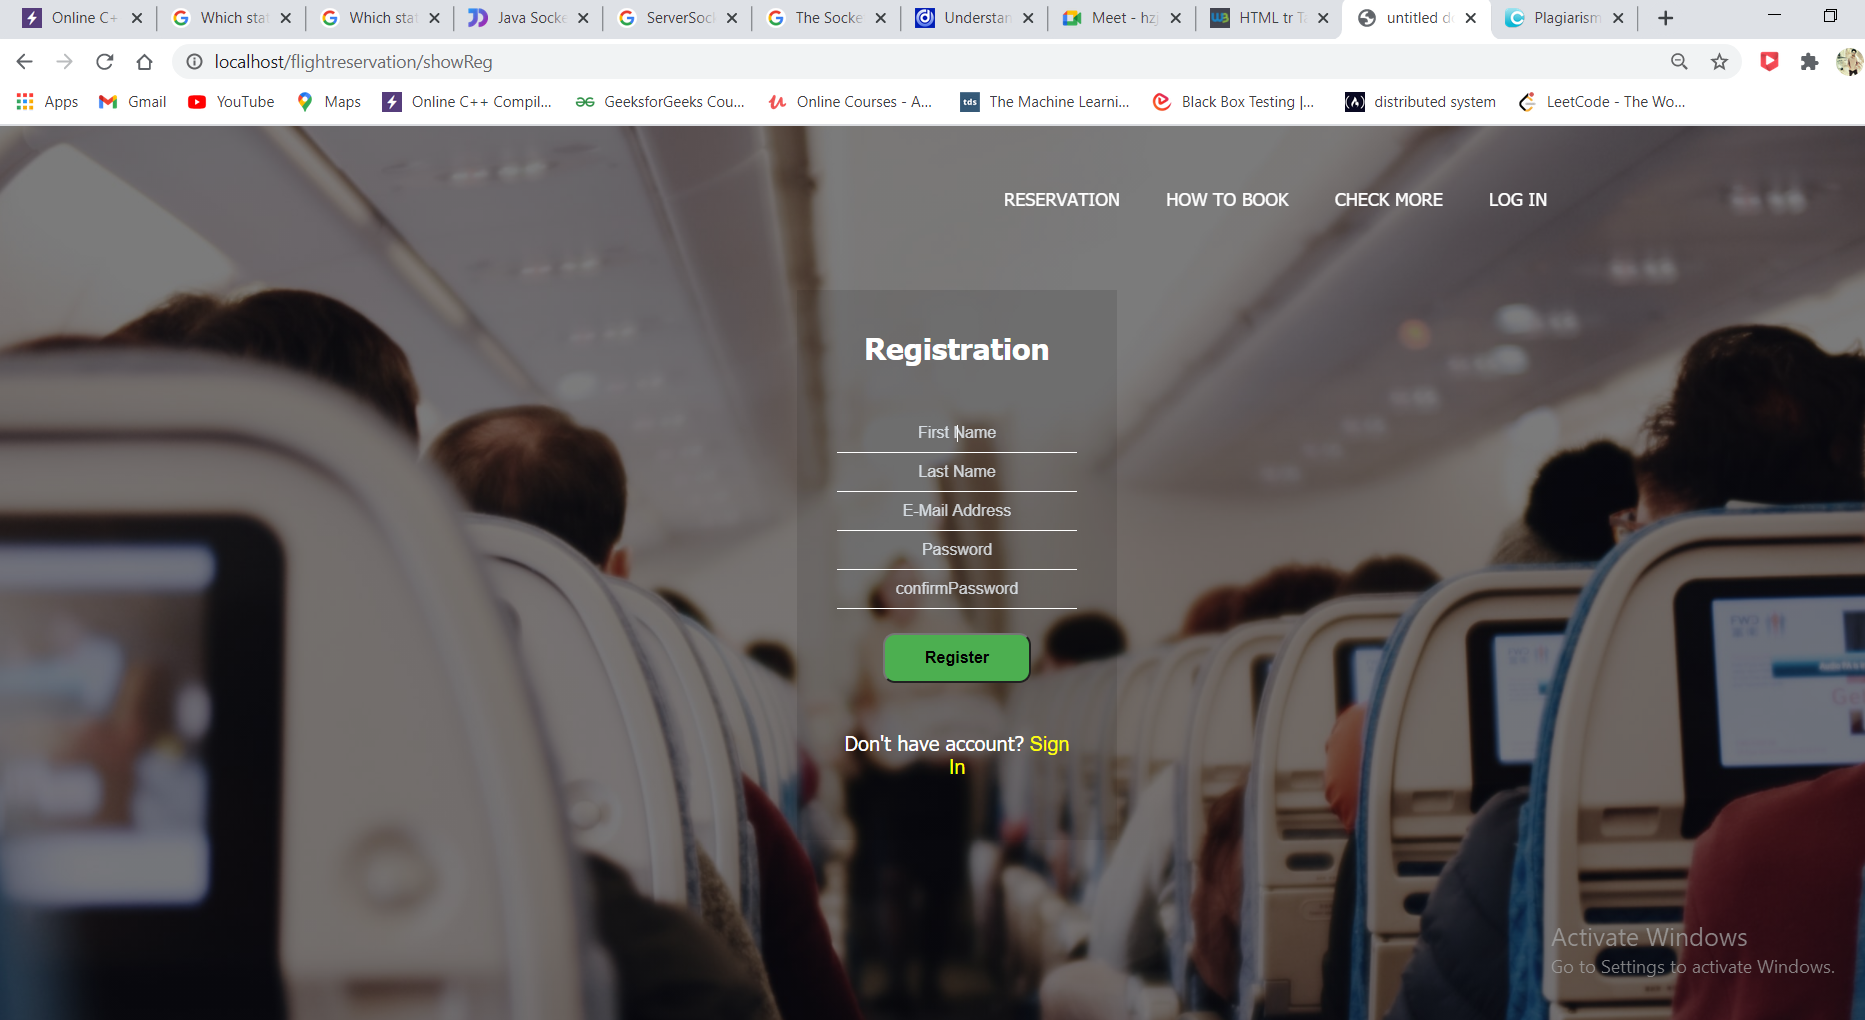 Online C+ Which sta Which sta Java Socke ServerSoc The Socke Understan Meet - hz HTML tr Ta untitled d Plagiarism
localhost/flightreservation/showReg
Apps Gmail YouTube Maps Online C++ Compil... GeeksforGeeks Cou... Online Courses - A... tds The Machine Learni... Black Box Testing |... distributed system LeetCode - The Wo...
RESERVATION HOW TO BOOK CHECK MORE LOG IN
Registration
First Name
Last Name
E-Mail Address
Password
confirmPassword
Register
Don't have account? Sign
In
Activate Windows
Go to Settings to activate Windows.